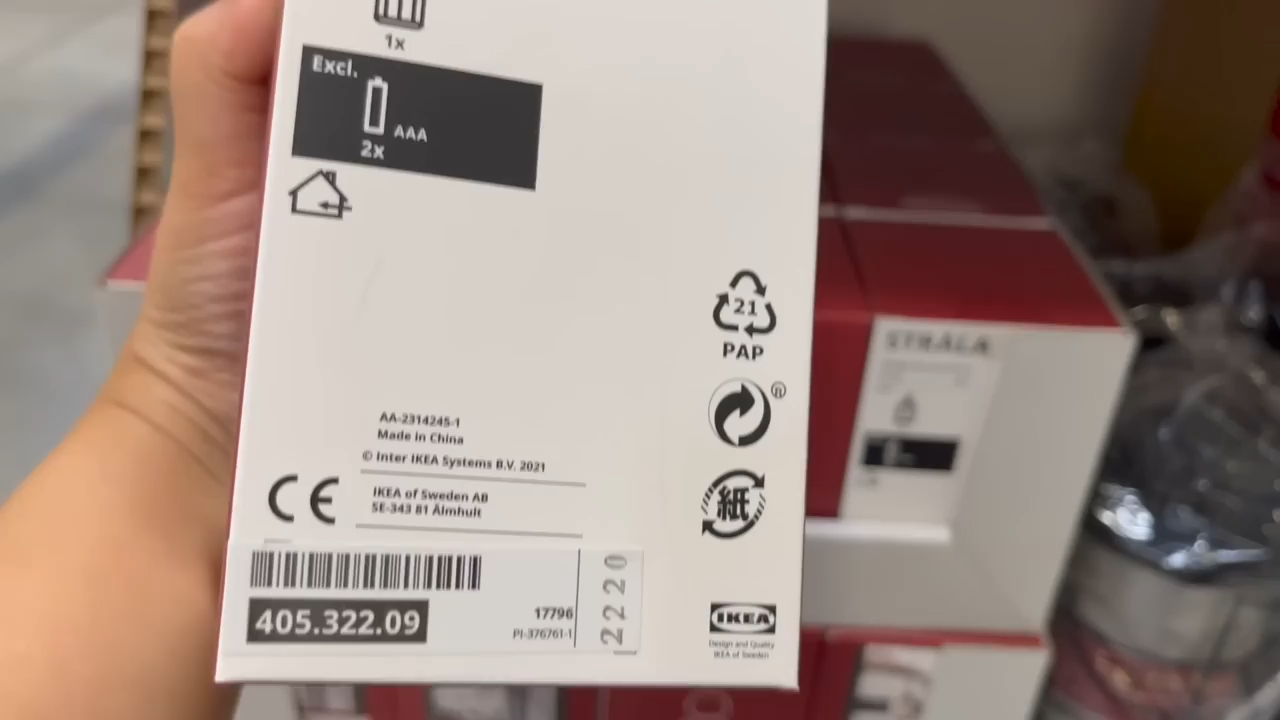 1x
Excl.
AAA
2x
21
PAP
®
紙
AA-2314245-1
Made in China
© Inter IKEA Systems B.V. 2021
CE
IKEA of Sweden AB
SE-343 81 Älmhult
405.322.09
17796
PI-376761-1
2220
IKEA
Design and Quality
IKEA of Sweden
STRÅLA